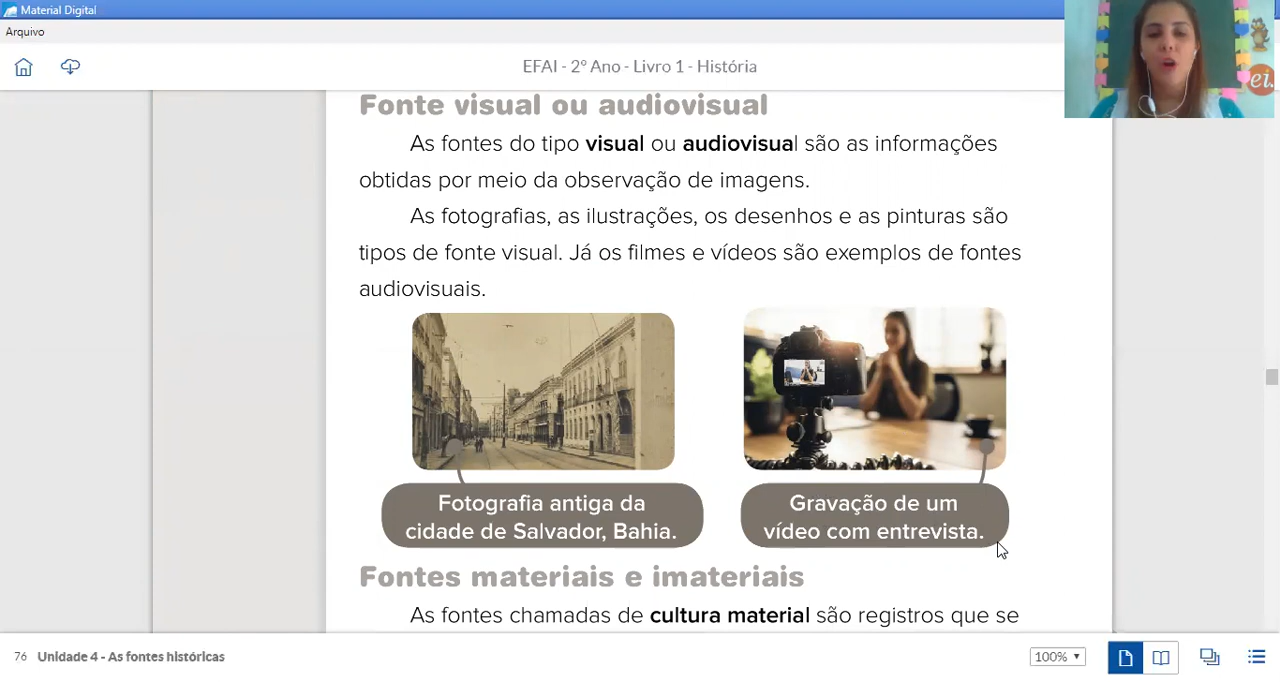 Material Digital
Arquivo
EFAI - 2º Ano - Livro 1 - História
ei.
Fonte visual ou audiovisual
As fontes do tipo visual ou audiovisual são as informações
obtidas por meio da observação de imagens.
As fotografias, as ilustrações, os desenhos e as pinturas são
tipos de fonte visual. Já os filmes e vídeos são exemplos de fontes
audiovisuais.
Fotografia antiga da
cidade de Salvador, Bahia.
Gravação de um
vídeo com entrevista.
Fontes materiais e imateriais
As fontes chamadas de cultura material são registros que se
76 Unidade 4 - As fontes históricas
100%